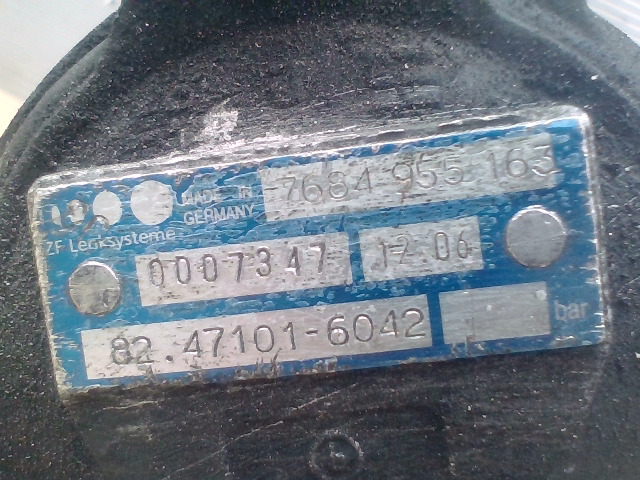 MADE IN
GERMANY
7684 955 163
ZF Lenksysteme
0007347
12.06
82.47101-6042
bar